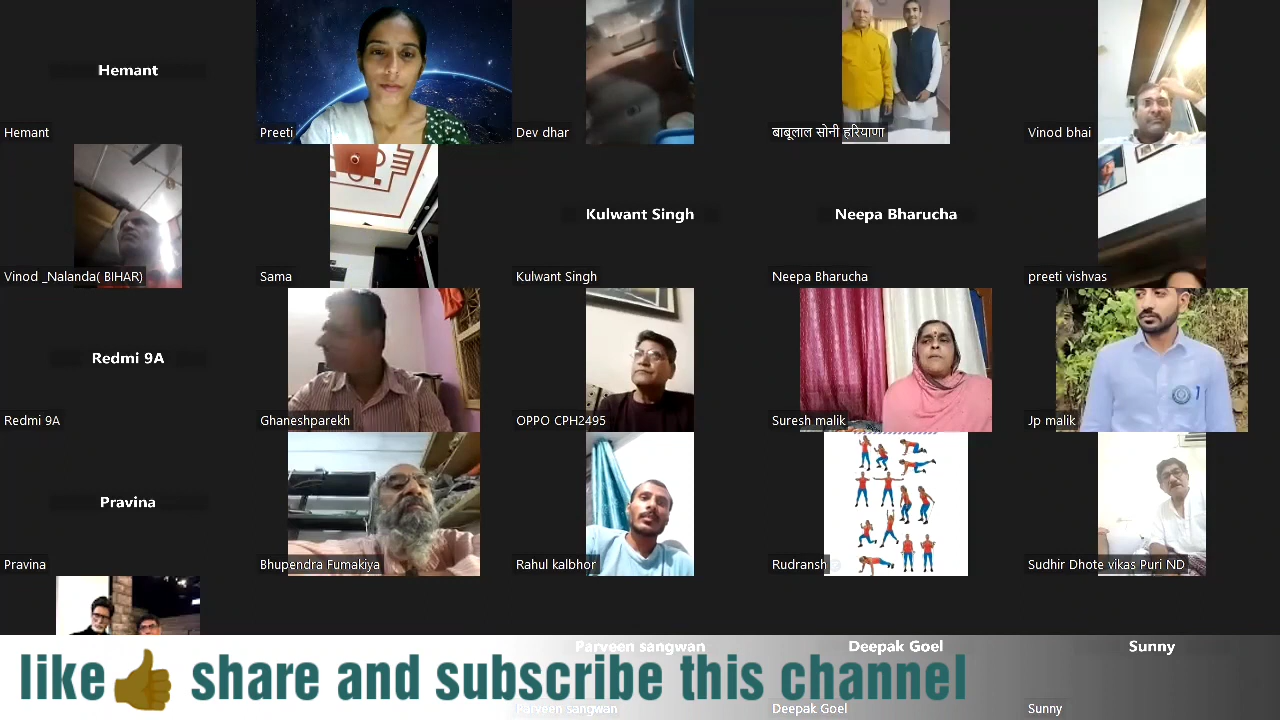 Hemant
Hemant
Preeti
Dev dhar
बाबूलाल सोनी हरियाणा
Vinod bhai
Vinod _Nalanda( BIHAR)
Sama
Kulwant Singh
Kulwant Singh
Neepa Bharucha
Neepa Bharucha
preeti vishvas
Redmi 9A
Redmi 9A
Ghaneshparekh
OPPO CPH2495
Suresh malik
Jp malik
Pravina
Pravina
Bhupendra Fumakiya
Rahul kalbhor
Rudransh
Sudhir Dhote vikas Puri ND
Parveen sangwan
Deepak Goel
Sunny
like share and subscribe this channel
Parveen sangwan
Deepak Goel
Sunny